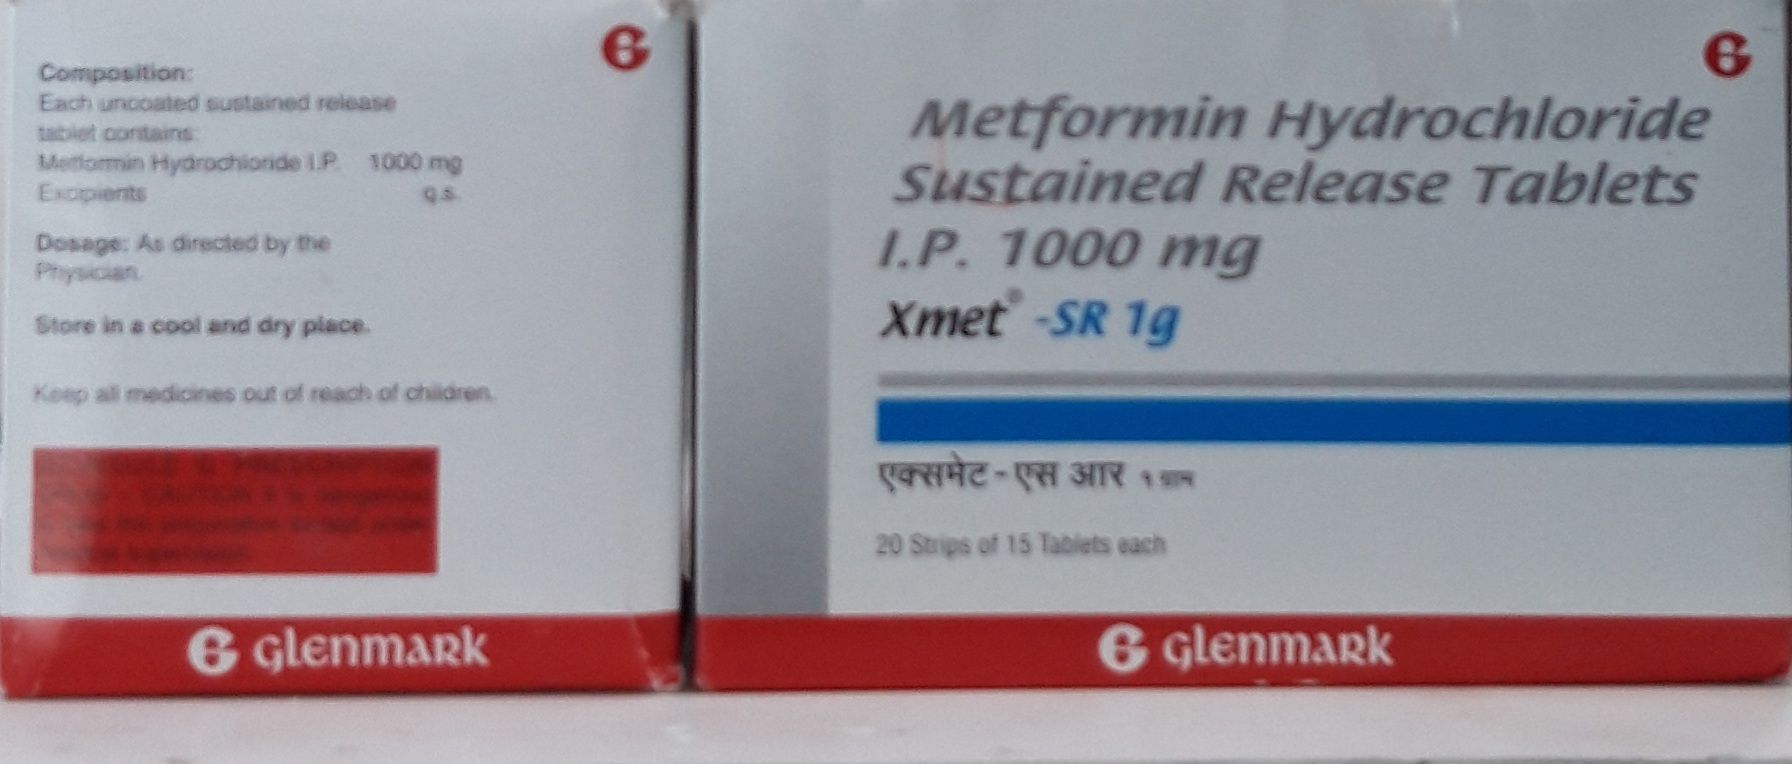 Composition:
Each uncoated sustained release
tablet contains:
Metformin Hydrochloride I.P. 1000 mg
Excipients q.s.
Dosage: As directed by the
Physician.
Store in a cool and dry place.
Keep all medicines out of reach of children.
CAUTION
Glenmark
Metformin Hydrochloride
Sustained Release Tablets
I.P. 1000 mg
Xmet® -SR 1g
एक्समेट - एस आर १ ग्राम
20 Strips of 15 Tablets each
Glenmark